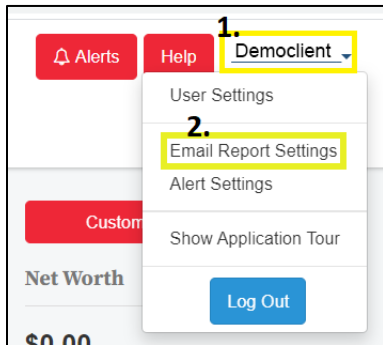 1.
Alerts Help Democlient
User Settings
2.
Email Report Settings
Alert Settings
Custom
Show Application Tour
Net Worth
Log Out
$0.00